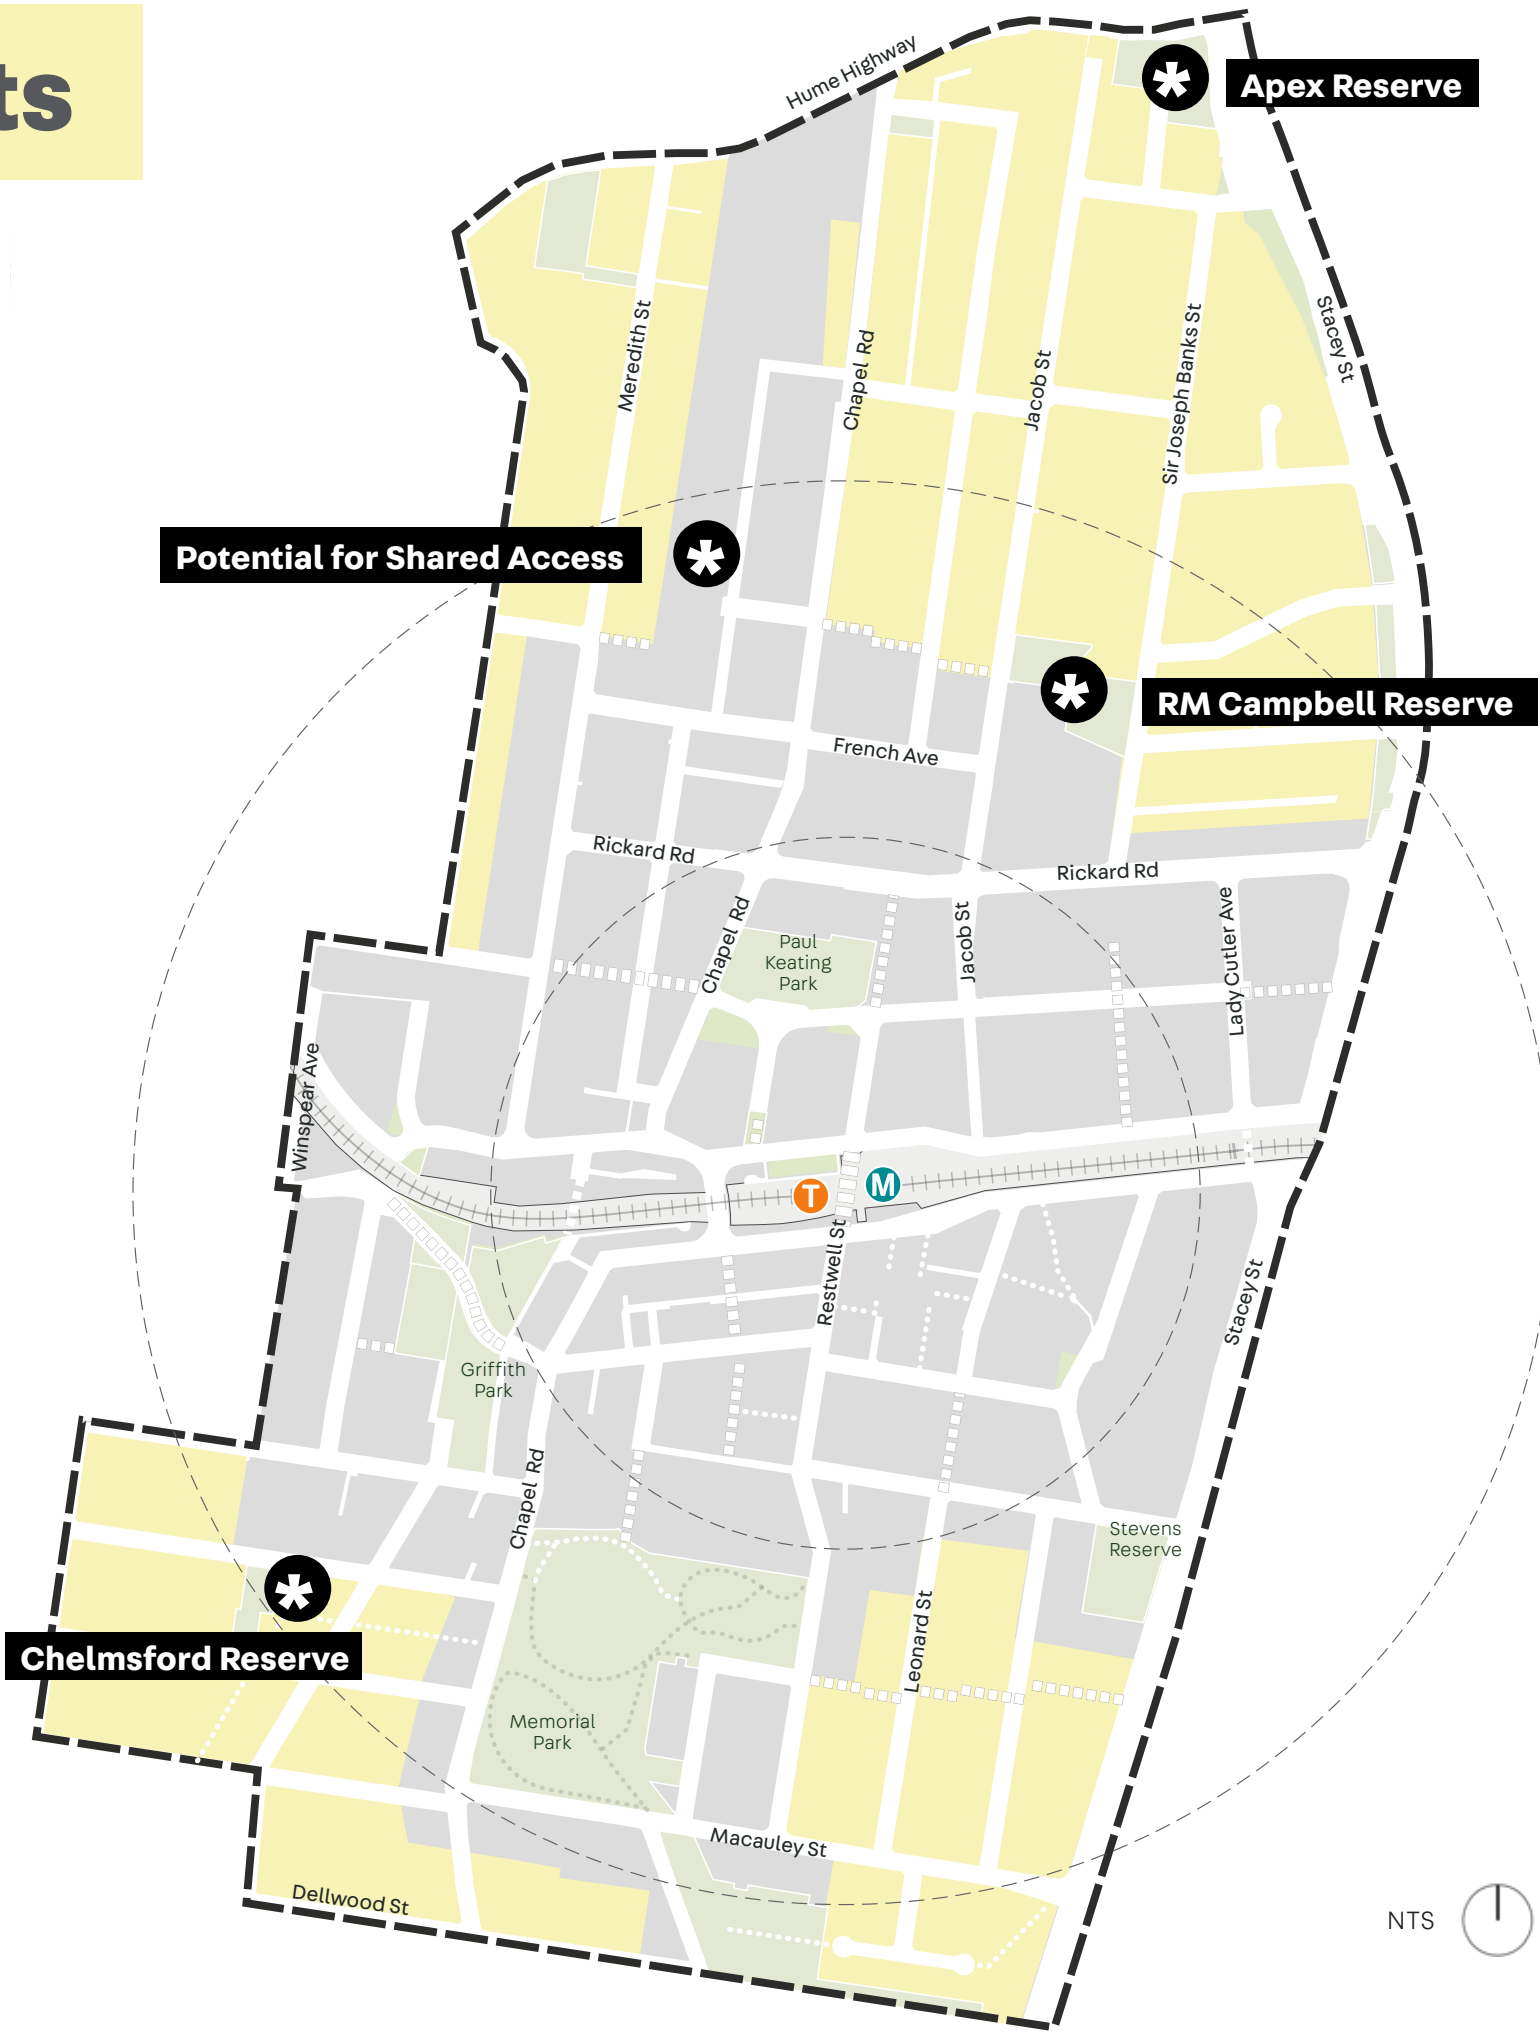 ts
Hume Highway
Apex Reserve
Meredith St
Chapel Rd
Jacob St
Sir Joseph Banks St
Stacey St
Potential for Shared Access
RM Campbell Reserve
French Ave
Rickard Rd
Rickard Rd
Chapel Rd
Paul
Keating
Park
Jacob St
Lady Cutler Ave
Winspear Ave
T
M
Restwell St
Stacey St
Griffith
Park
Chapel Rd
Stevens
Reserve
Leonard St
Chelmsford Reserve
Memorial
Park
Macauley St
Dellwood St
NTS